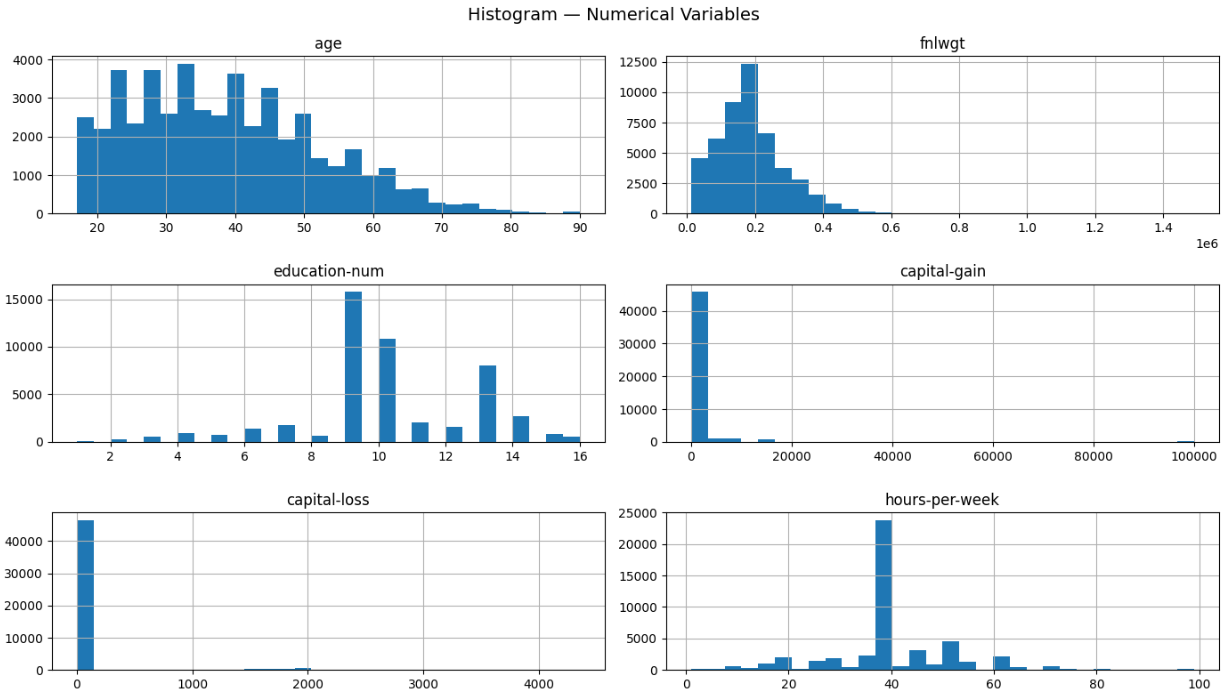 Histogram — Numerical Variables
age
4000
3000
2000
1000
0
20 30 40 50 60 70 80 90
fnlwgt
12500
10000
7500
5000
2500
0
0.0 0.2 0.4 0.6 0.8 1.0 1.2 1.4
1e6
education-num
15000
10000
5000
0
2 4 6 8 10 12 14 16
capital-gain
40000
30000
20000
10000
0
0 20000 40000 60000 80000 100000
capital-loss
40000
30000
20000
10000
0
0 1000 2000 3000 4000
hours-per-week
25000
20000
15000
10000
5000
0
0 20 40 60 80 100